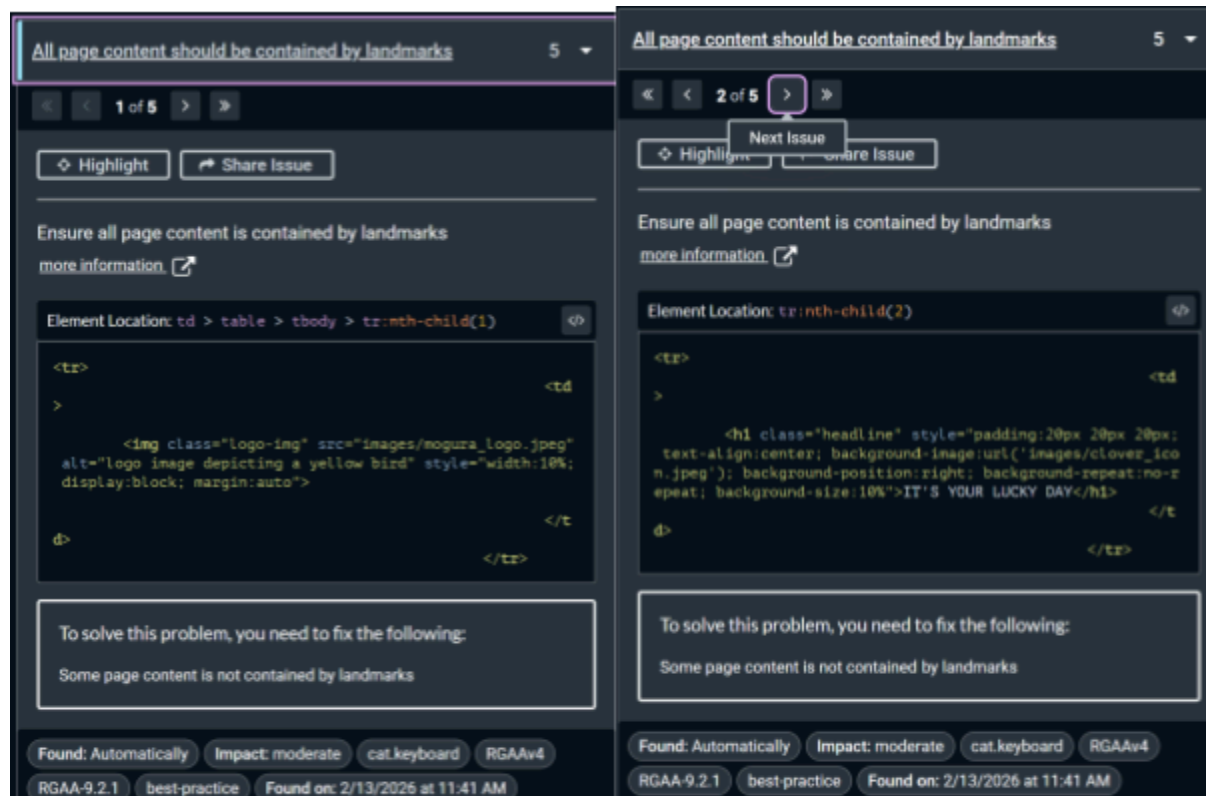 All page content should be contained by landmarks 5
1 of 5
Highlight Share Issue
Ensure all page content is contained by landmarks
more information
Element Location: td > table > tbody > tr:nth-child(1)
</>
<tr>
<td
>
<img class="logo-img" src="images/mogura_logo.jpeg"
alt="logo image depicting a yellow bird" style="width:10%;
display:block; margin:auto">
</t
d>
</tr>
To solve this problem, you need to fix the following:
Some page content is not contained by landmarks
Found: Automatically Impact: moderate cat.keyboard RGAAv4
RGAA-9.2.1 best-practice Found on: 2/13/2026 at 11:41 AM
All page content should be contained by landmarks 5
2 of 5
Next Issue
Highlight Share Issue
Ensure all page content is contained by landmarks
more information
Element Location: tr:nth-child(2)
</>
<tr>
<td
>
<h1 class="headline" style="padding:20px 20px 20px;
text-align:center; background-image:url('images/clover_ico
n.jpeg'); background-position:right; background-repeat:no-r
epeat; background-size:10%">IT'S YOUR LUCKY DAY</h1>
</t
d>
</tr>
To solve this problem, you need to fix the following:
Some page content is not contained by landmarks
Found: Automatically Impact: moderate cat.keyboard RGAAv4
RGAA-9.2.1 best-practice Found on: 2/13/2026 at 11:41 AM